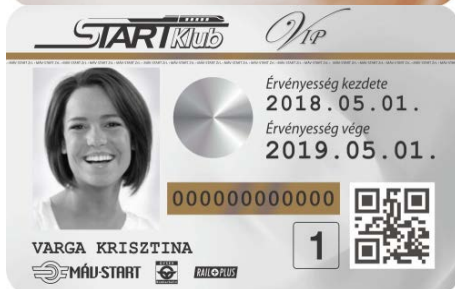 START Klub VIP
Érvényesség kezdete
2018.05.01.
Érvényesség vége
2019.05.01.
000000000000
VARGA KRISZTINA
1
MÁV-START RAIL PLUS